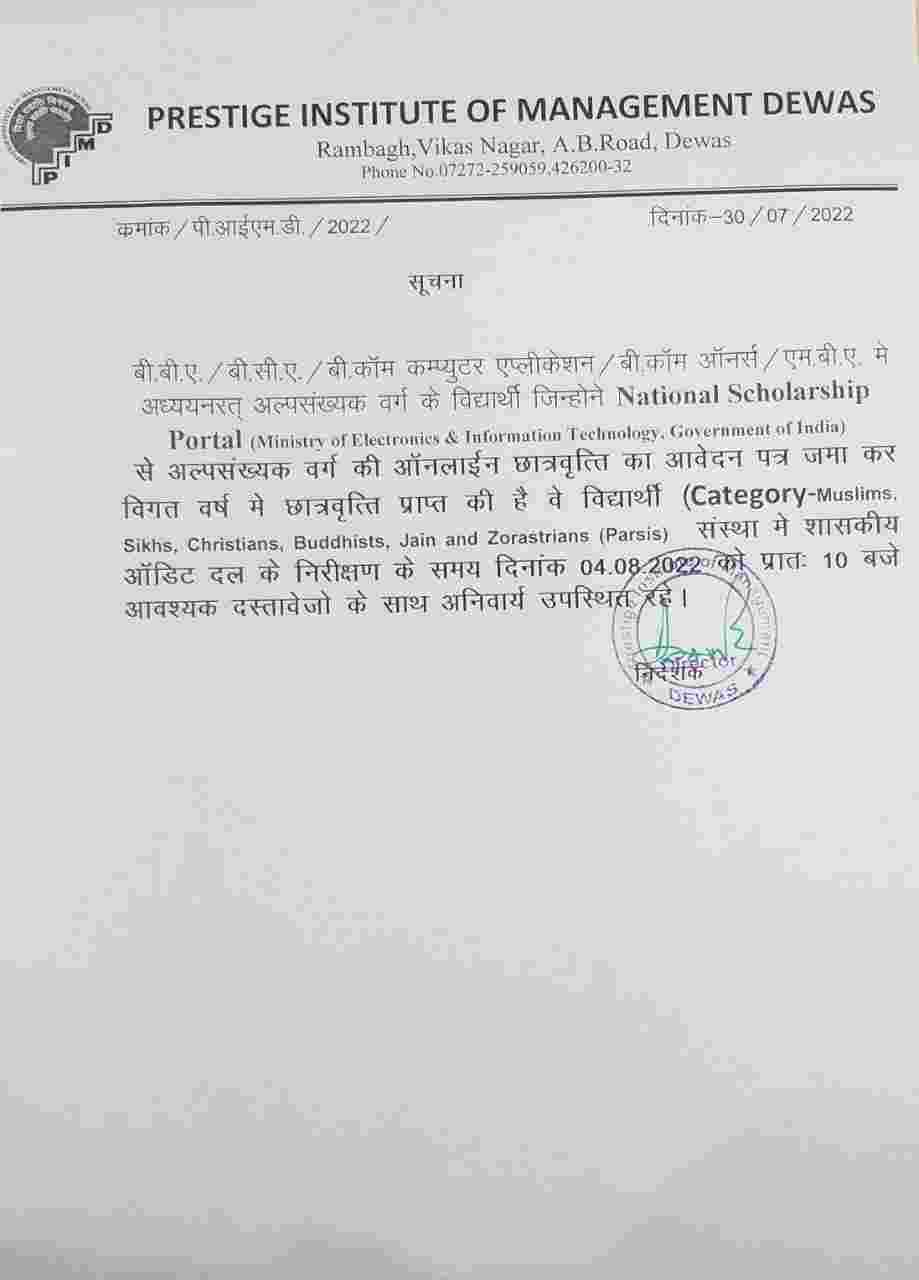 PRESTIGE INSTITUTE OF MANAGEMENT DEWAS
Rambagh,Vikas Nagar, A.B.Road, Dewas
Phone No.07272-259059,426200-32
PIMD
कमांक / पी.आईएम.डी. / 2022 /
दिनांक–30 / 07 / 2022
सूचना
बी.बी.ए. / बी.सी.ए. / बी.कॉम कम्प्युटर एप्लीकेशन / बी.कॉम ऑनर्स / एम.बी.ए. मे
अध्ययनरत् अल्पसंख्यक वर्ग के विद्यार्थी जिन्होने National Scholarship
Portal (Ministry of Electronics & Information Technology, Government of India)
से अल्पसंख्यक वर्ग की ऑनलाईन छात्रवृत्ति का आवेदन पत्र जमा कर
विगत वर्ष मे छात्रवृत्ति प्राप्त की है वे विद्यार्थी (Category-Muslims,
Sikhs, Christians, Buddhists, Jain and Zorastrians (Parsis) संस्था मे शासकीय
ऑडिट दल के निरीक्षण के समय दिनांक 04.08.2022 को प्रातः 10 बजे
आवश्यक दस्तावेजो के साथ अनिवार्य उपस्थित रहे।
Director
निदेशक
DEWAS